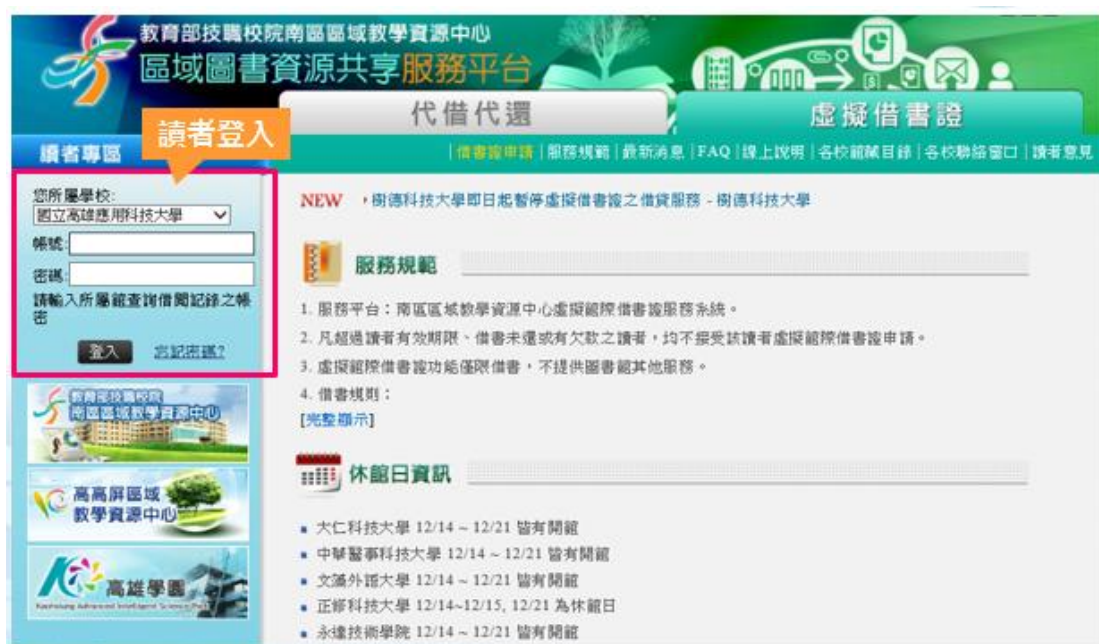 教育部技職校院南區區域教學資源中心
區域圖書資源共享服務平台
代借代還
虛擬借書證
讀者登入
讀者專區
|借書證申請|服務規範|最新消息|FAQ|線上說明|各校館藏目錄|各校聯絡窗口|讀者意見
您所屬學校:
國立高雄應用科技大學
帳號:
密碼:
請輸入所屬館查詢借閱記錄之帳
密
登入 忘記密碼?
NEW 樹德科技大學即日起暫停虛擬借書證之借貸服務 - 樹德科技大學
服務規範
1. 服務平台：南區區域教學資源中心虛擬館際借書證服務系統。
2. 凡超過讀者有效期限、借書未還或有欠款之讀者，均不接受該讀者虛擬館際借書證申請。
3. 虛擬館際借書證功能僅限借書，不提供圖書館其他服務。
4. 借書規則：
[完整顯示]
休館日資訊
大仁科技大學 12/14 ~ 12/21 皆有開館
中華醫事科技大學 12/14 ~ 12/21 皆有開館
文藻外語大學 12/14 ~ 12/21 皆有開館
正修科技大學 12/14~12/15, 12/21 為休館日
永達技術學院 12/14 ~ 12/21 皆有開館
教育部技職校院
南區區域教學資源中心
高高屏區域
教學資源中心
高雄學園